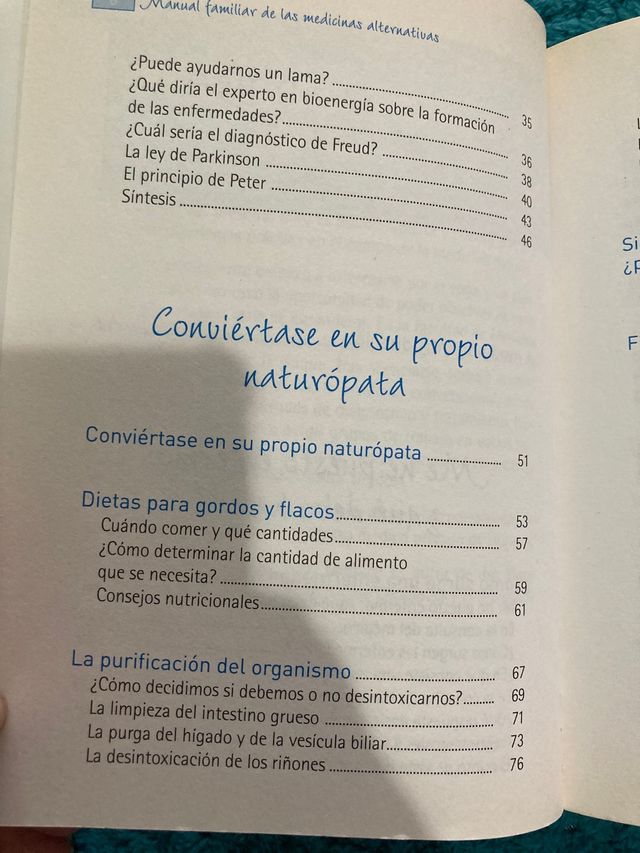 Manual familiar de las medicinas alternativas
¿Puede ayudarnos un lama? 35
¿Qué diría el experto en bioenergía sobre la formación
de las enfermedades? 36
¿Cuál sería el diagnóstico de Freud? 38
La ley de Parkinson 40
El principio de Peter 43
Síntesis 46
Conviértase en su propio
naturópata
Conviértase en su propio naturópata 51
Dietas para gordos y flacos 53
Cuándo comer y qué cantidades 57
¿Cómo determinar la cantidad de alimento
que se necesita? 59
Consejos nutricionales 61
La purificación del organismo 67
¿Cómo decidimos si debemos o no desintoxicarnos? 69
La limpieza del intestino grueso 71
La purga del hígado y de la vesícula biliar 73
La desintoxicación de los riñones 76
Si